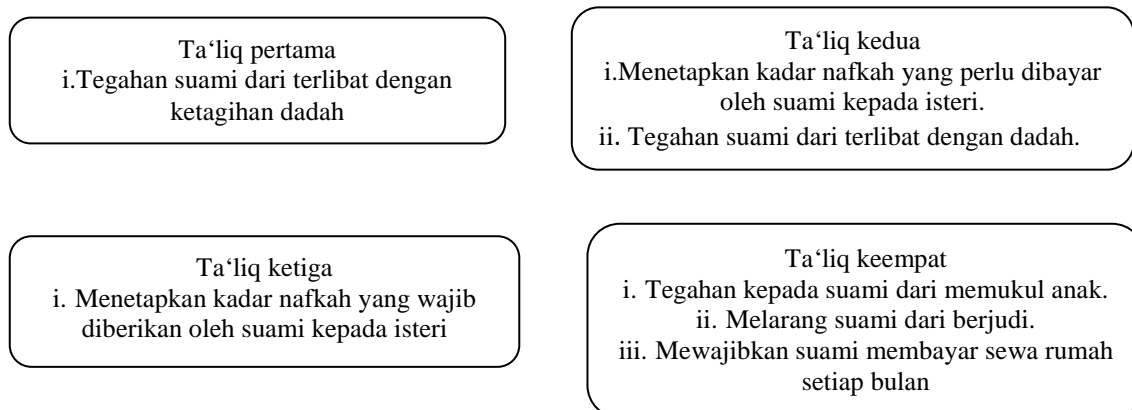 Ta‘liq pertama
i.Tegahan suami dari terlibat dengan
ketagihan dadah
Ta‘liq kedua
i.Menetapkan kadar nafkah yang perlu dibayar
oleh suami kepada isteri.
ii. Tegahan suami dari terlibat dengan dadah.
Ta‘liq ketiga
i. Menetapkan kadar nafkah yang wajib
diberikan oleh suami kepada isteri
Ta‘liq keempat
i. Tegahan kepada suami dari memukul anak.
ii. Melarang suami dari berjudi.
iii. Mewajibkan suami membayar sewa rumah
setiap bulan